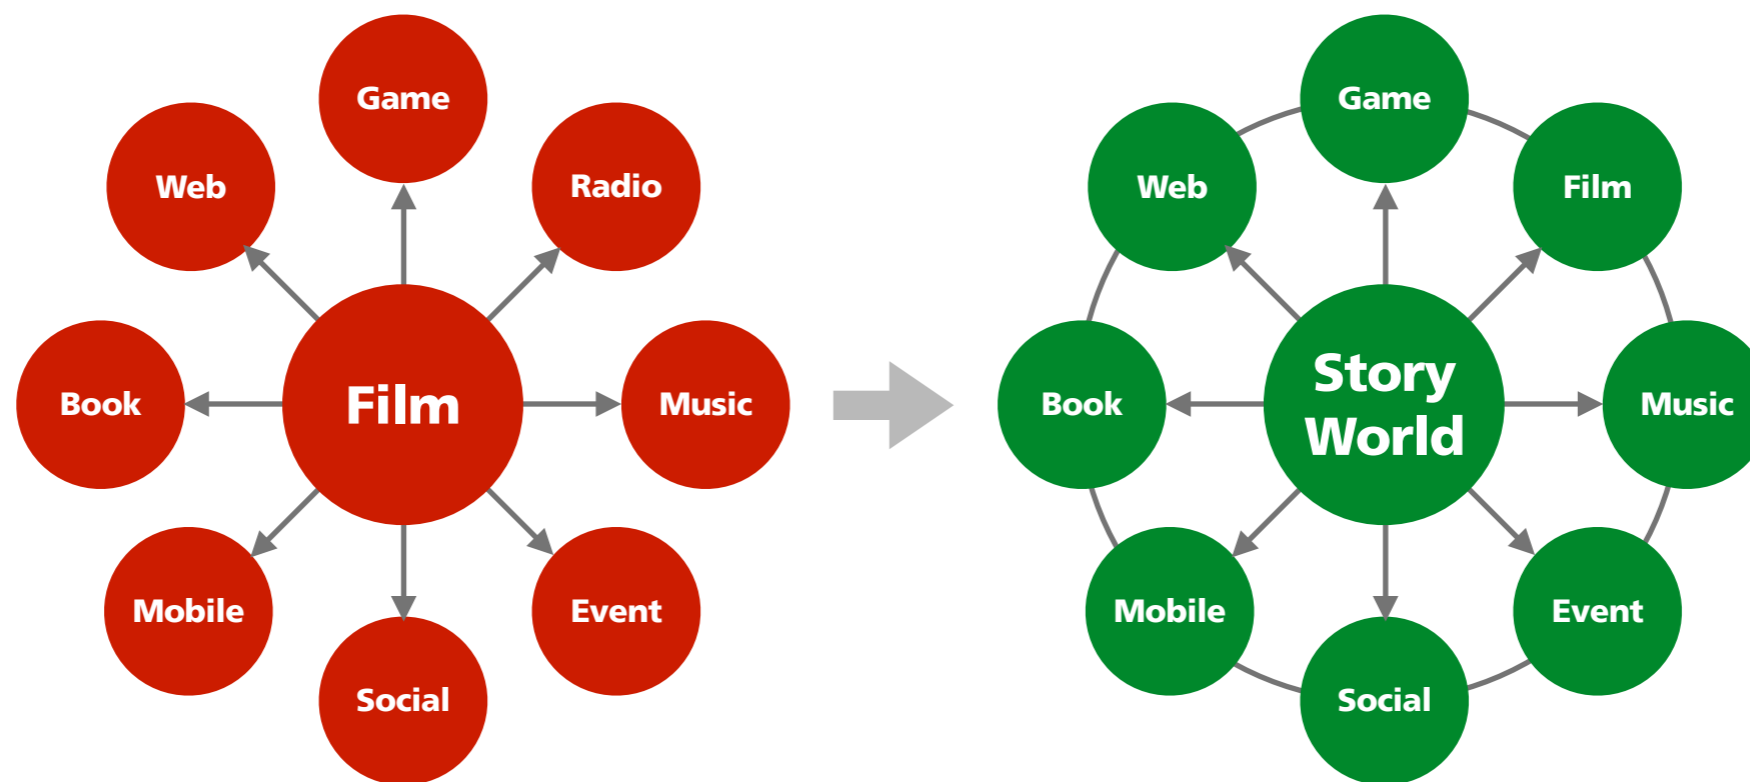 Game
Web
Radio
Book
Film
Music
Mobile
Event
Social
Game
Web
Film
Book
Story
World
Music
Mobile
Event
Social